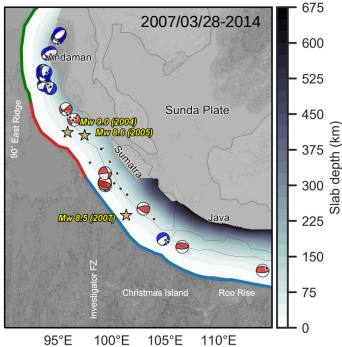 2007/03/28-2014
Andaman
Sunda Plate
90° East Ridge
Mw 9.0 (2004)
Mw 8.6 (2005)
Sumatra
Mw 8.5 (2007)
Java
Investigator FZ
Christmas Island
Roo Rise
95°E
100°E
105°E
110°E
675
600
525
450
375
300
225
150
75
0
Slab depth (km)